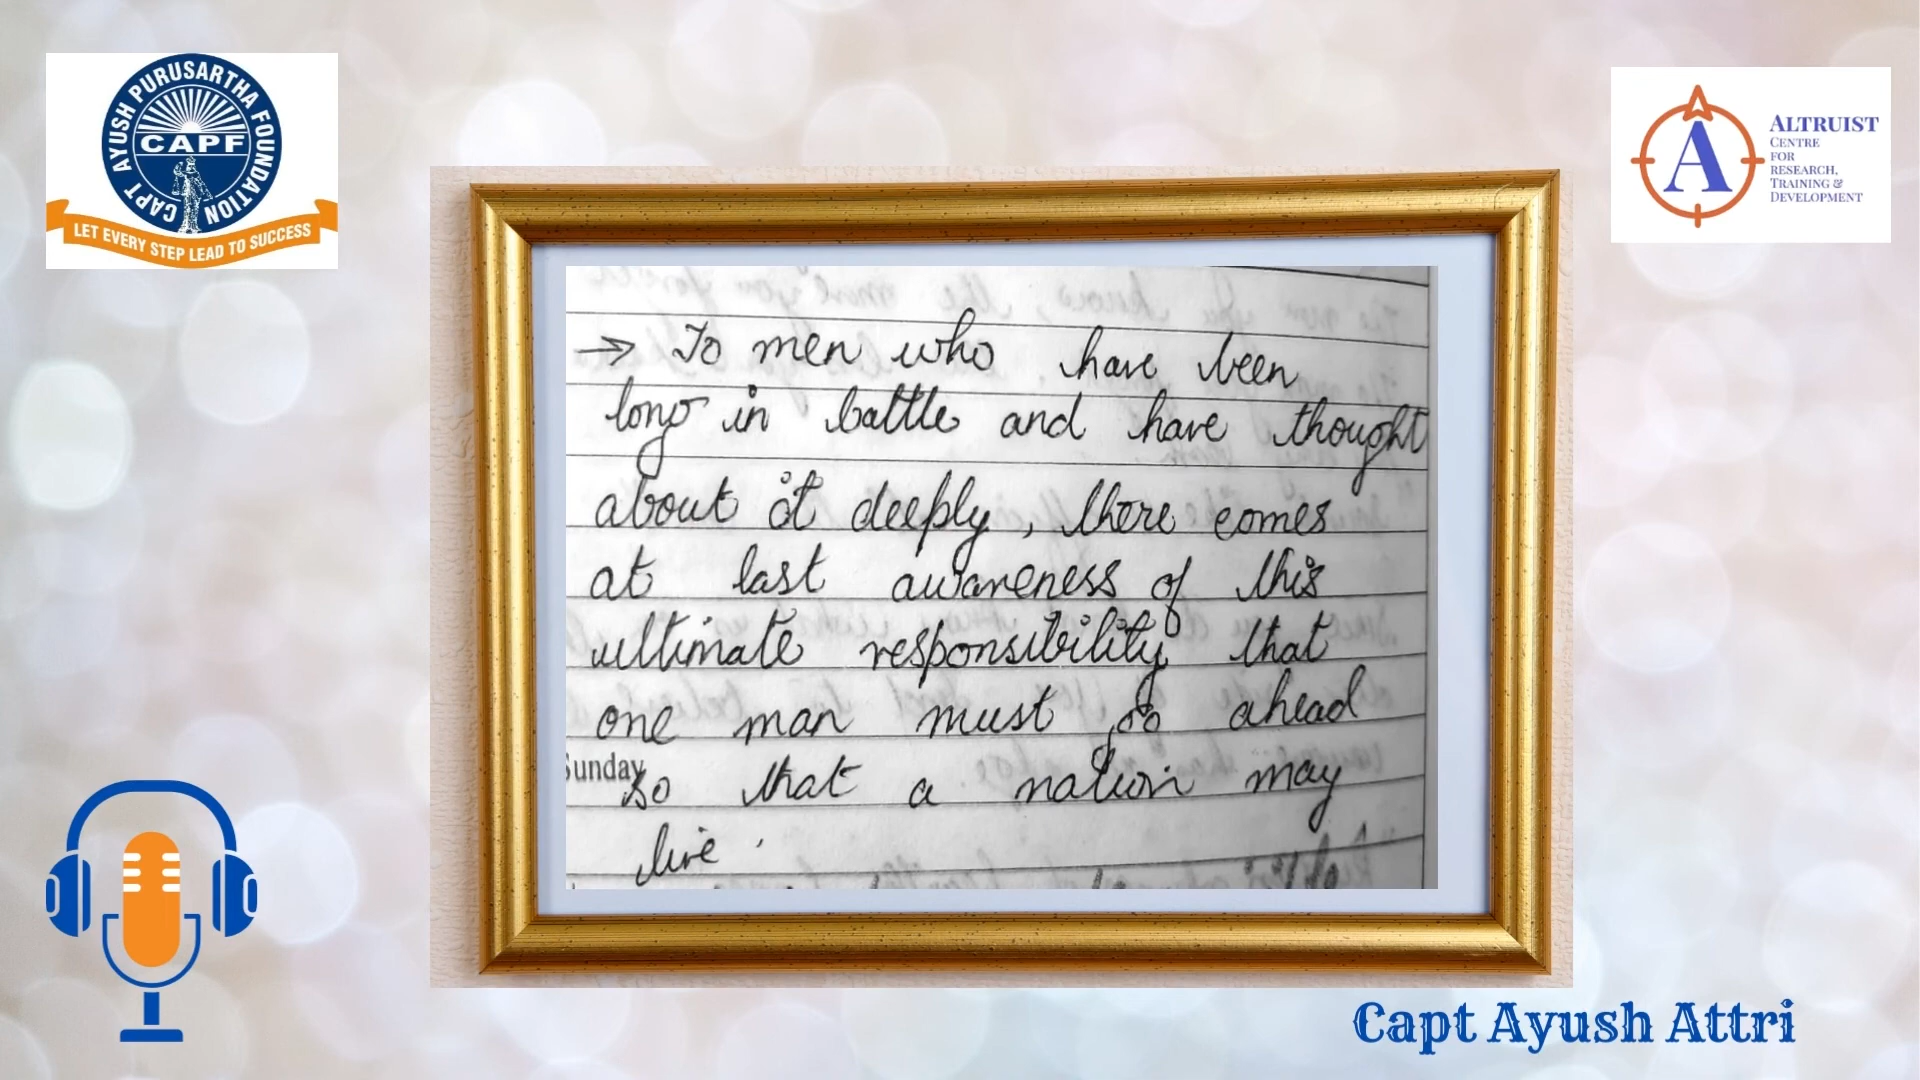 CAPT AYUSH PURUSARTHA FOUNDATION
CAPF
LET EVERY STEP LEAD TO SUCCESS
A
ALTRUIST
CENTRE
FOR
RESEARCH,
TRAINING &
DEVELOPMENT
→ To men who have been
long in battle and have thought
about it deeply, there comes
at last awareness of this
ultimate responsibility that
one man must go ahead
Sunday
so that a nation may
live.
Capt Ayush Attri